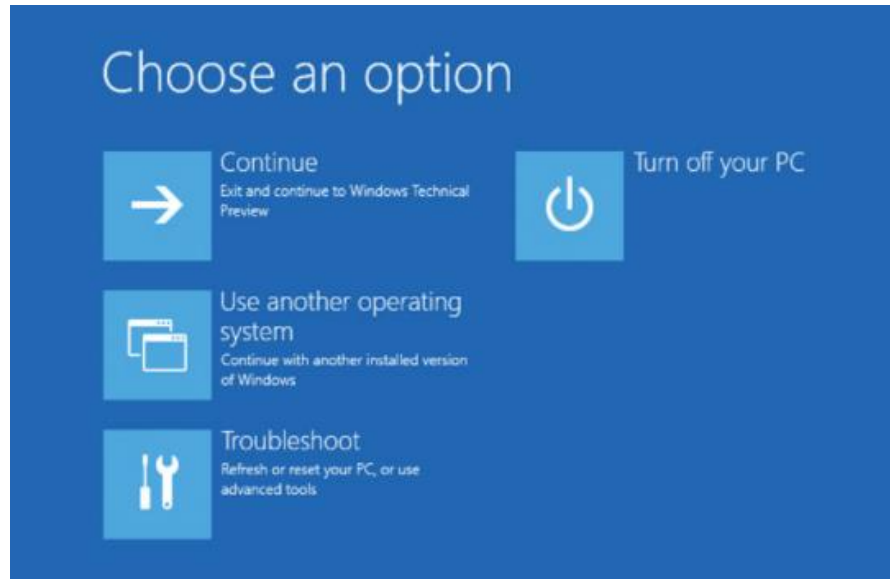 Choose an option
Continue
Exit and continue to Windows Technical
Preview
Turn off your PC
Use another operating
system
Continue with another installed version
of Windows
Troubleshoot
Refresh or reset your PC, or use
advanced tools